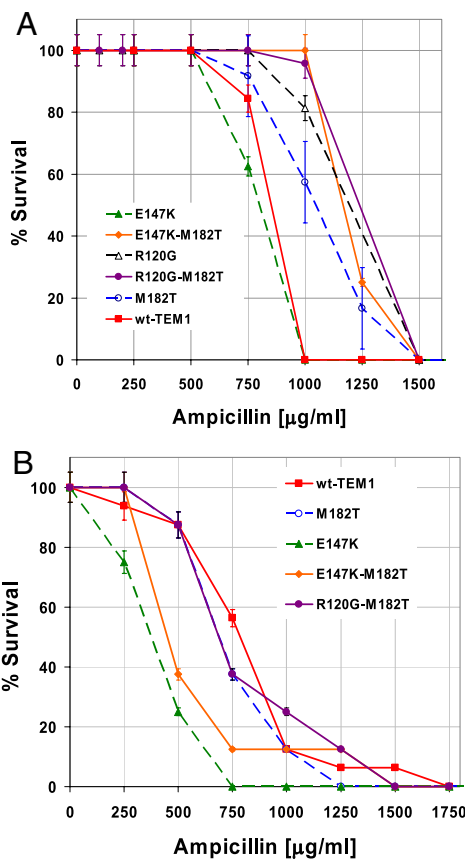 A
% Survival
100
80
60
40
20
0
E147K
E147K-M182T
R120G
R120G-M182T
M182T
wt-TEM1
0 250 500 750 1000 1250 1500
Ampicillin [µg/ml]
B
% Survival
100
80
60
40
20
0
wt-TEM1
M182T
E147K
E147K-M182T
R120G-M182T
0 250 500 750 1000 1250 1500 1750
Ampicillin [µg/ml]